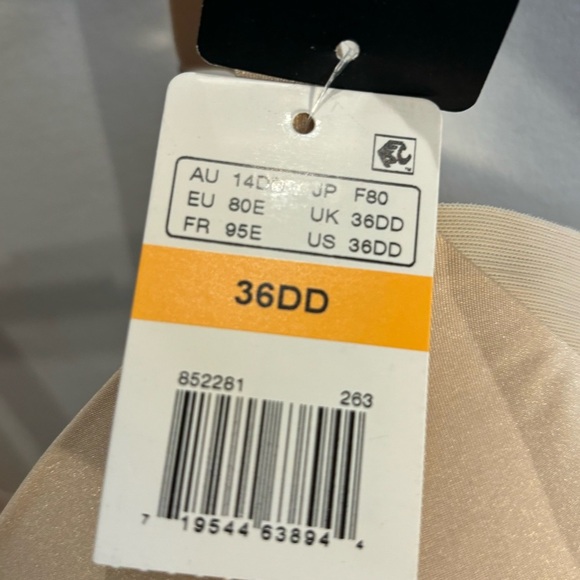 AU 14D JP F80
EU 80E UK 36DD
FR 95E US 36DD
36DD
852281 263
7 19544 63894 4